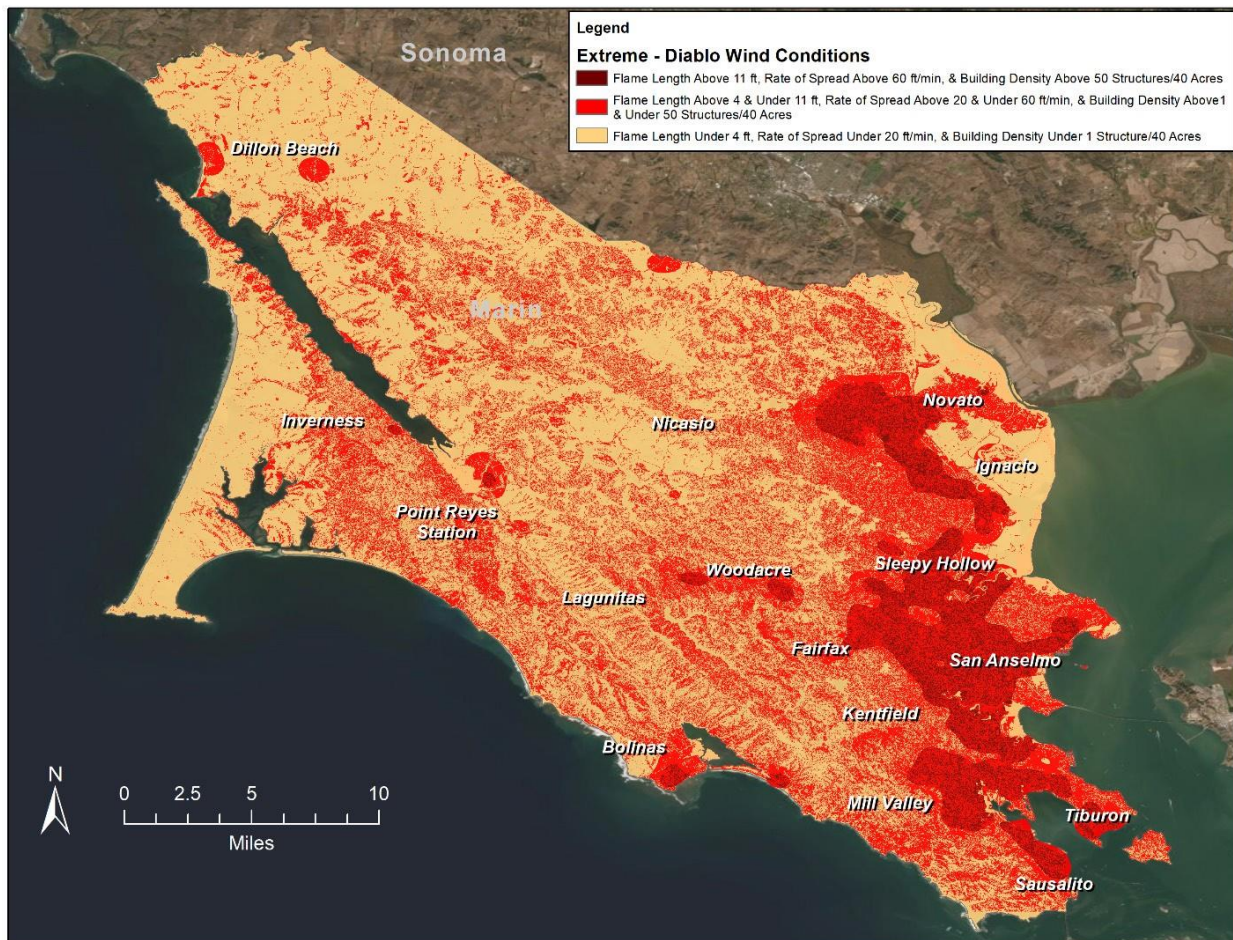 Legend
Extreme - Diablo Wind Conditions
Flame Length Above 11 ft, Rate of Spread Above 60 ft/min, & Building Density Above 50 Structures/40 Acres
Flame Length Above 4 & Under 11 ft, Rate of Spread Above 20 & Under 60 ft/min, & Building Density Above1
& Under 50 Structures/40 Acres
Flame Length Under 4 ft, Rate of Spread Under 20 ft/min, & Building Density Under 1 Structure/40 Acres
Sonoma
Dillon Beach
Marin
Novato
Inverness
Nicasio
Ignacio
Point Reyes
Station
Sleepy Hollow
Woodacre
Lagunitas
Fairfax
San Anselmo
Kentfield
Bolinas
Mill Valley
Tiburon
Sausalito
N
0 2.5 5 10
Miles